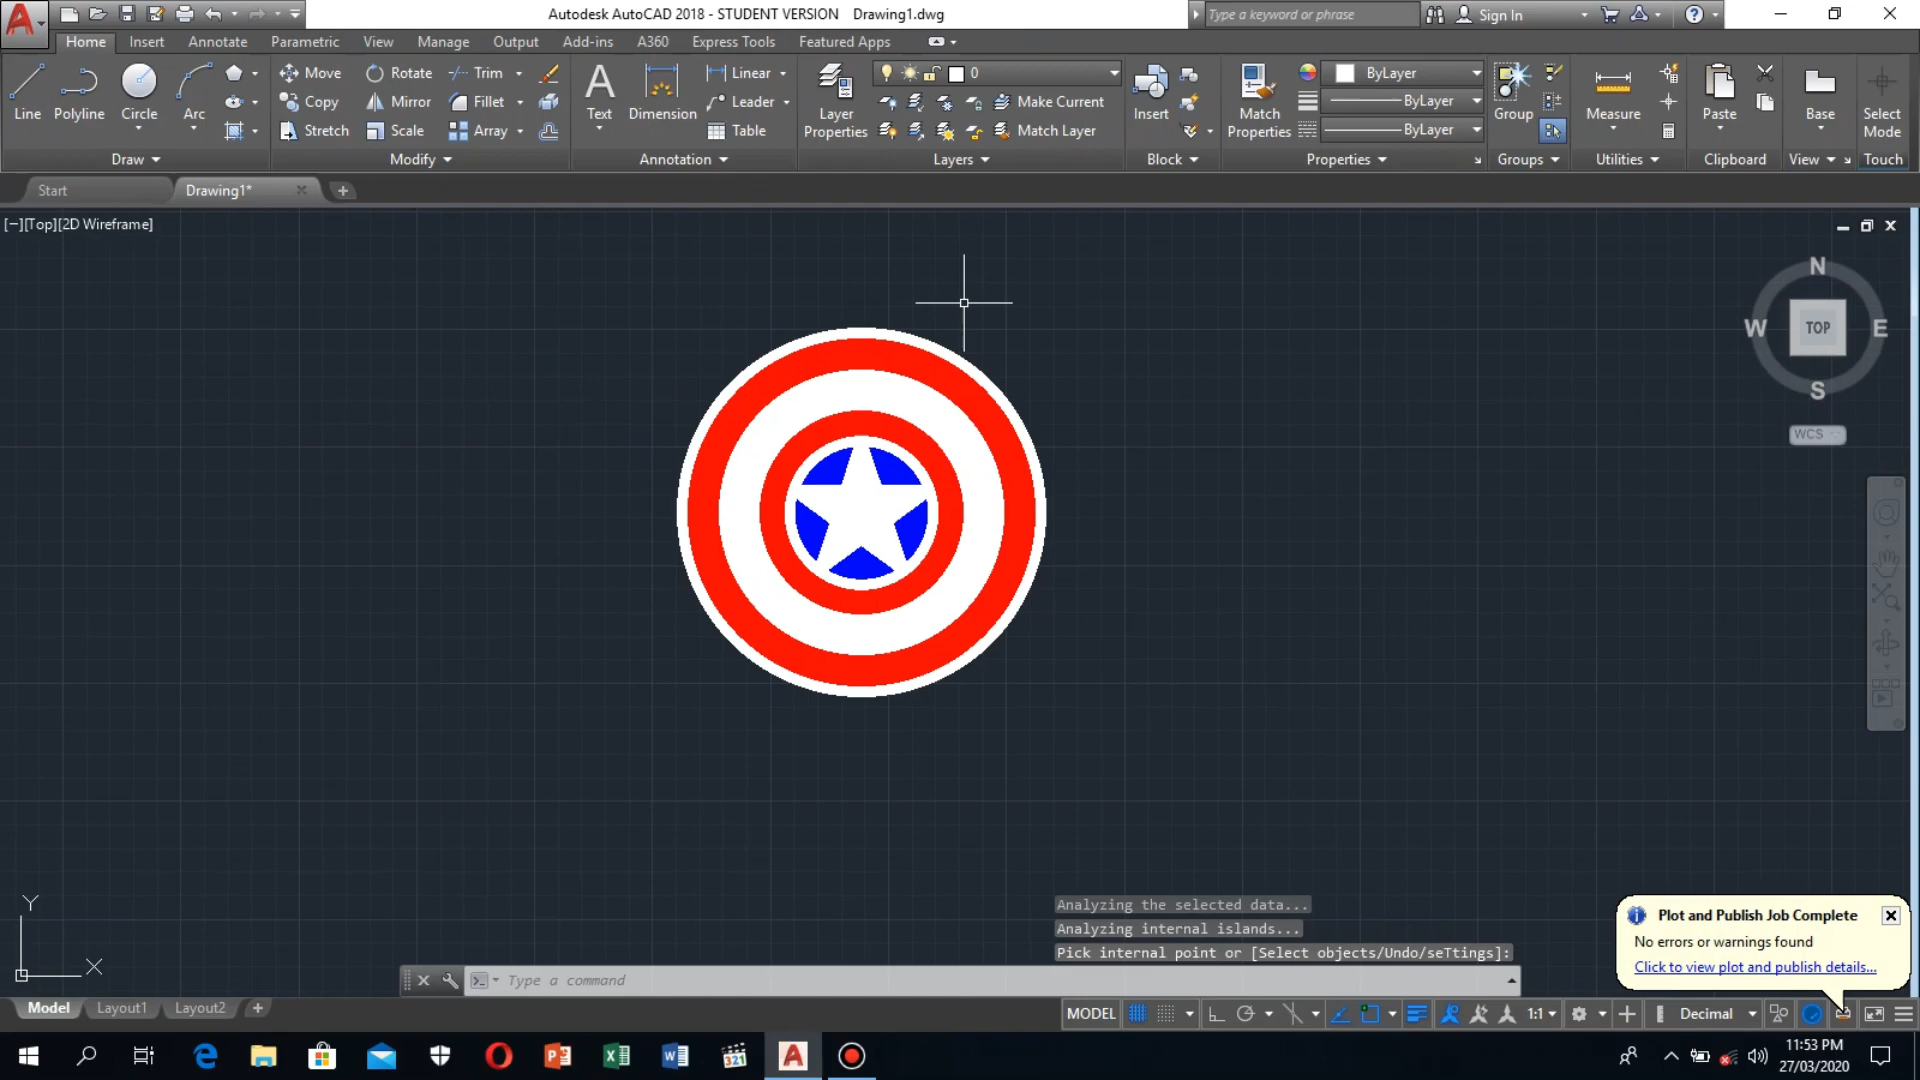 Autodesk AutoCAD 2018 - STUDENT VERSION Drawing1.dwg
Type a keyword or phrase
Sign In
Home Insert Annotate Parametric View Manage Output Add-ins A360 Express Tools Featured Apps
Line Polyline Circle Arc
Move Rotate Trim
Copy Mirror Fillet
Stretch Scale Array
Text Dimension
Linear
Leader
Table
Layer Properties
0
Make Current
Match Layer
Insert
Match Properties
ByLayer
ByLayer
ByLayer
Group
Measure
Paste
Base
Select Mode
Draw Modify Annotation Layers Block Properties Groups Utilities Clipboard View Touch
Start Drawing1*
[−][Top][2D Wireframe]
N
W TOP E
S
WCS
Y
X
Analyzing the selected data...
Analyzing internal islands...
Pick internal point or [Select objects/Undo/seTtings]:
Type a command
Plot and Publish Job Complete
No errors or warnings found
Click to view plot and publish details...
Model Layout1 Layout2
MODEL 1:1 Decimal
321
11:53 PM
27/03/2020